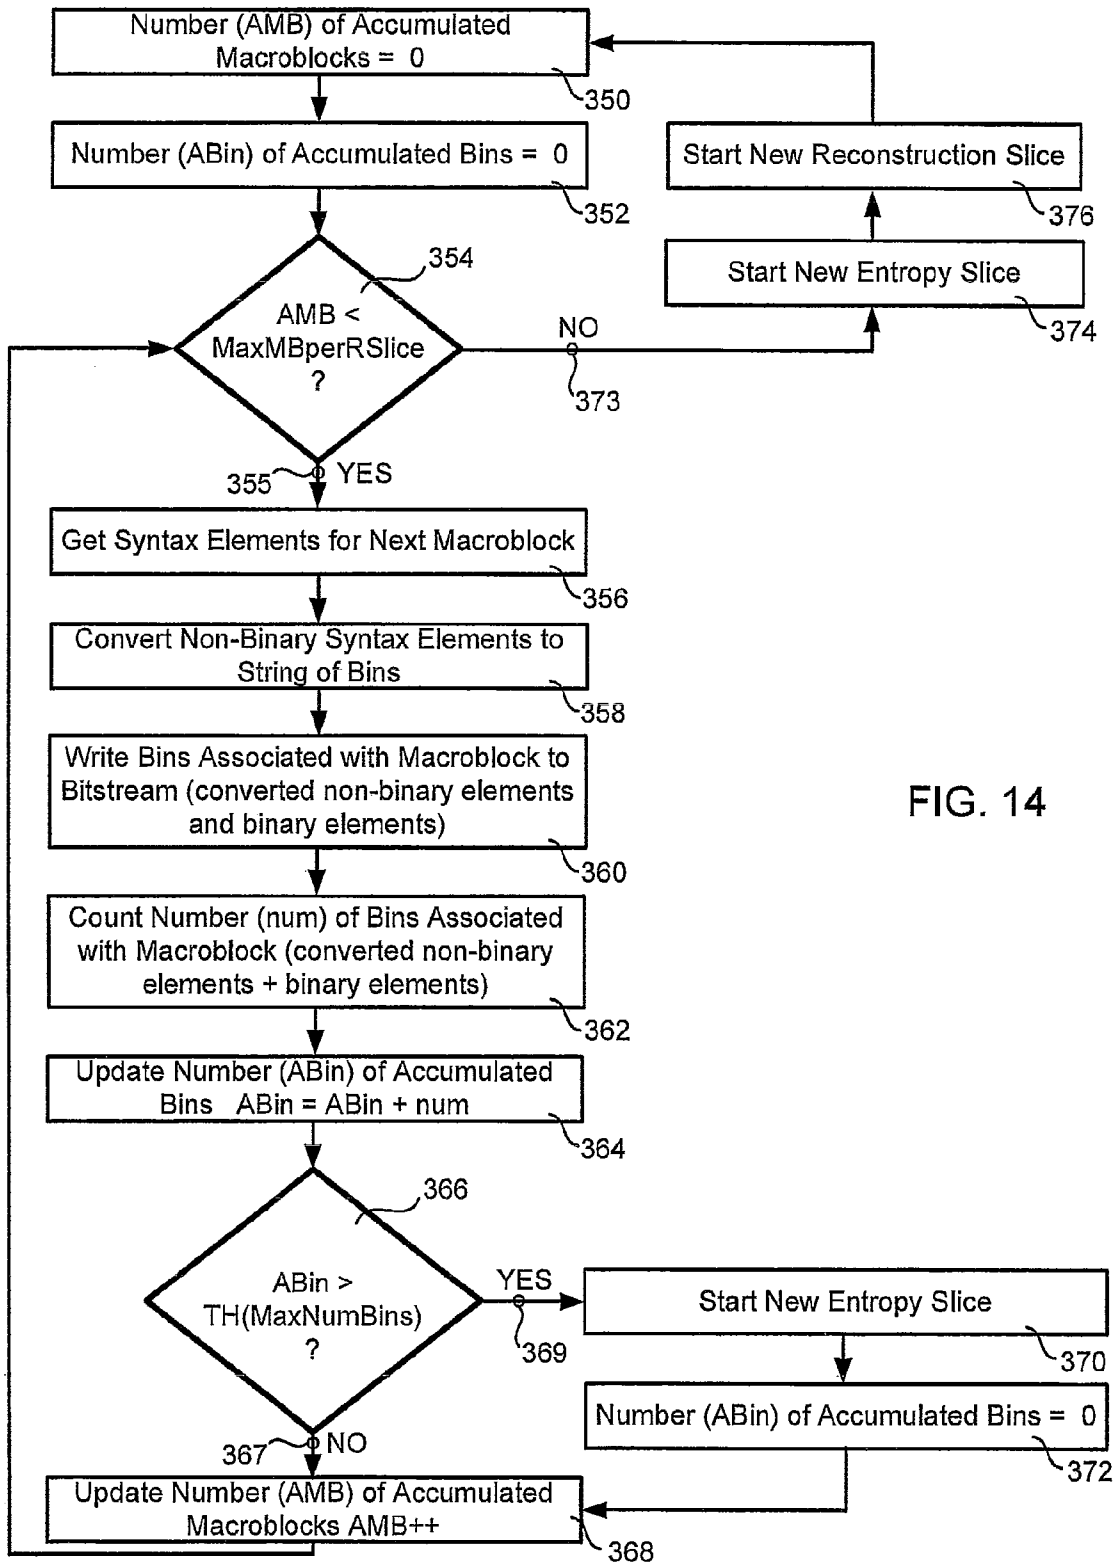 Number (AMB) of Accumulated
Macroblocks = 0
350
Number (ABin) of Accumulated Bins = 0
352
Start New Reconstruction Slice
376
Start New Entropy Slice
374
354
AMB <
MaxMBperRSlice
?
NO
373
355
YES
Get Syntax Elements for Next Macroblock
356
Convert Non-Binary Syntax Elements to
String of Bins
358
Write Bins Associated with Macroblock to
Bitstream (converted non-binary elements
and binary elements)
360
FIG. 14
Count Number (num) of Bins Associated
with Macroblock (converted non-binary
elements + binary elements)
362
Update Number (ABin) of Accumulated
Bins ABin = ABin + num
364
366
ABin >
TH(MaxNumBins)
?
YES
369
Start New Entropy Slice
370
Number (ABin) of Accumulated Bins = 0
372
367
NO
Update Number (AMB) of Accumulated
Macroblocks AMB++
368